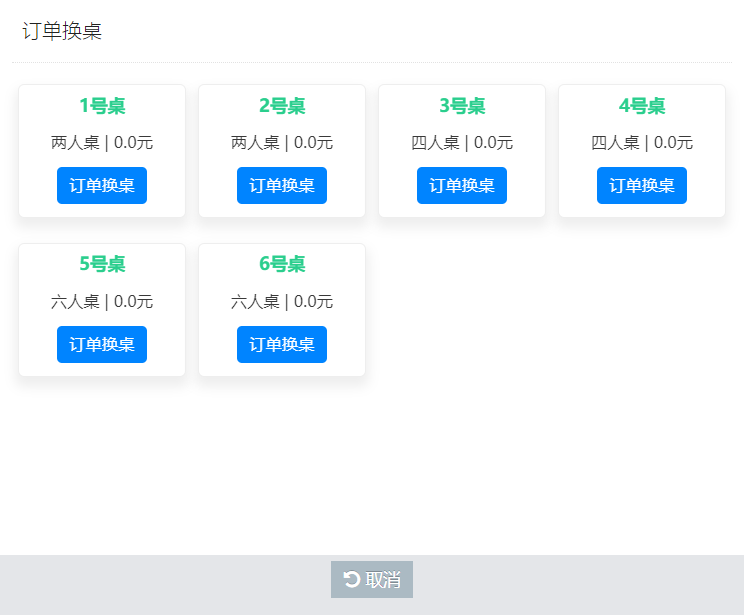 订单换桌
1号桌
两人桌 | 0.0元
订单换桌
2号桌
两人桌 | 0.0元
订单换桌
3号桌
四人桌 | 0.0元
订单换桌
4号桌
四人桌 | 0.0元
订单换桌
5号桌
六人桌 | 0.0元
订单换桌
6号桌
六人桌 | 0.0元
订单换桌
取消